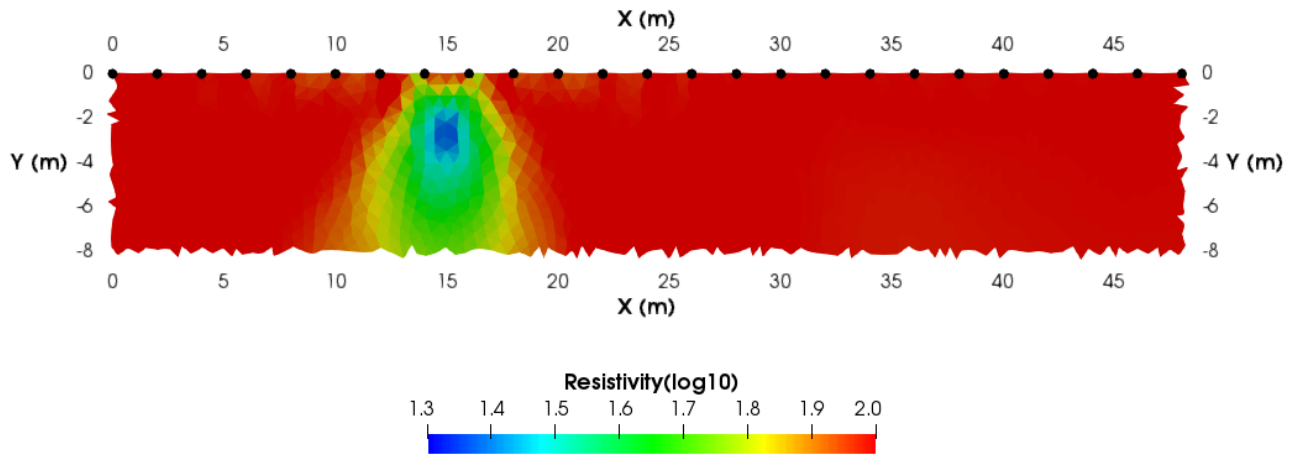 X (m)
0 5 10 15 20 25 30 35 40 45
0 0
-2 -2
Y (m) -4 -4 Y (m)
-6 -6
-8 -8
0 5 10 15 20 25 30 35 40 45
X (m)
Resistivity(log10)
1.3 1.4 1.5 1.6 1.7 1.8 1.9 2.0